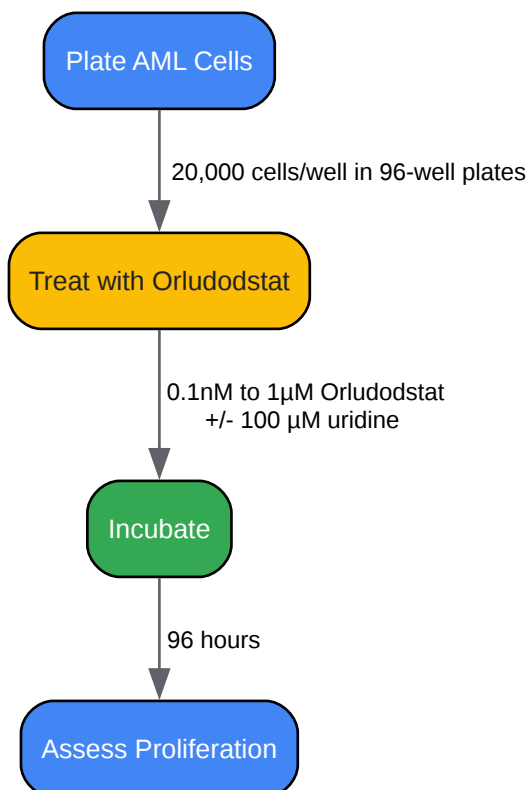 Plate AML Cells
20,000 cells/well in 96-well plates
Treat with Orludodstat
0.1nM to 1µM Orludodstat
+/- 100 µM uridine
Incubate
96 hours
Assess Proliferation